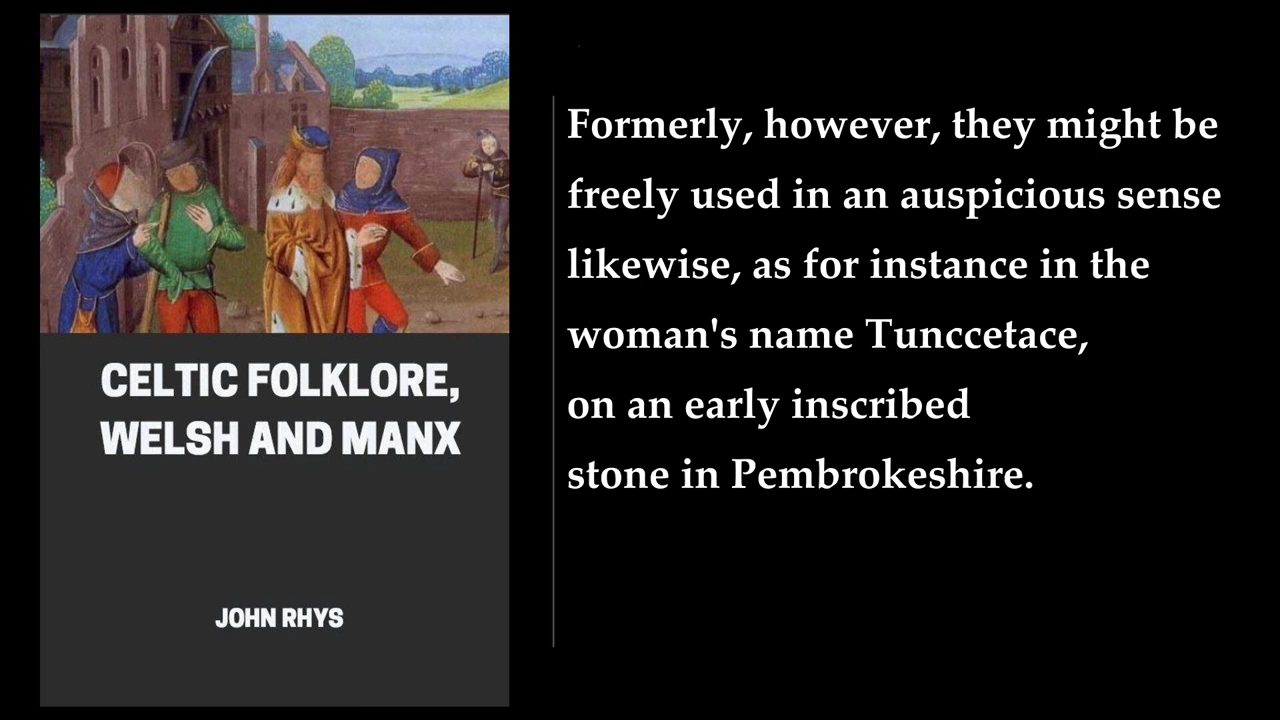 CELTIC FOLKLORE,
WELSH AND MANX
JOHN RHYS
Formerly, however, they might be
freely used in an auspicious sense
likewise, as for instance in the
woman's name Tunccetace,
on an early inscribed
stone in Pembrokeshire.